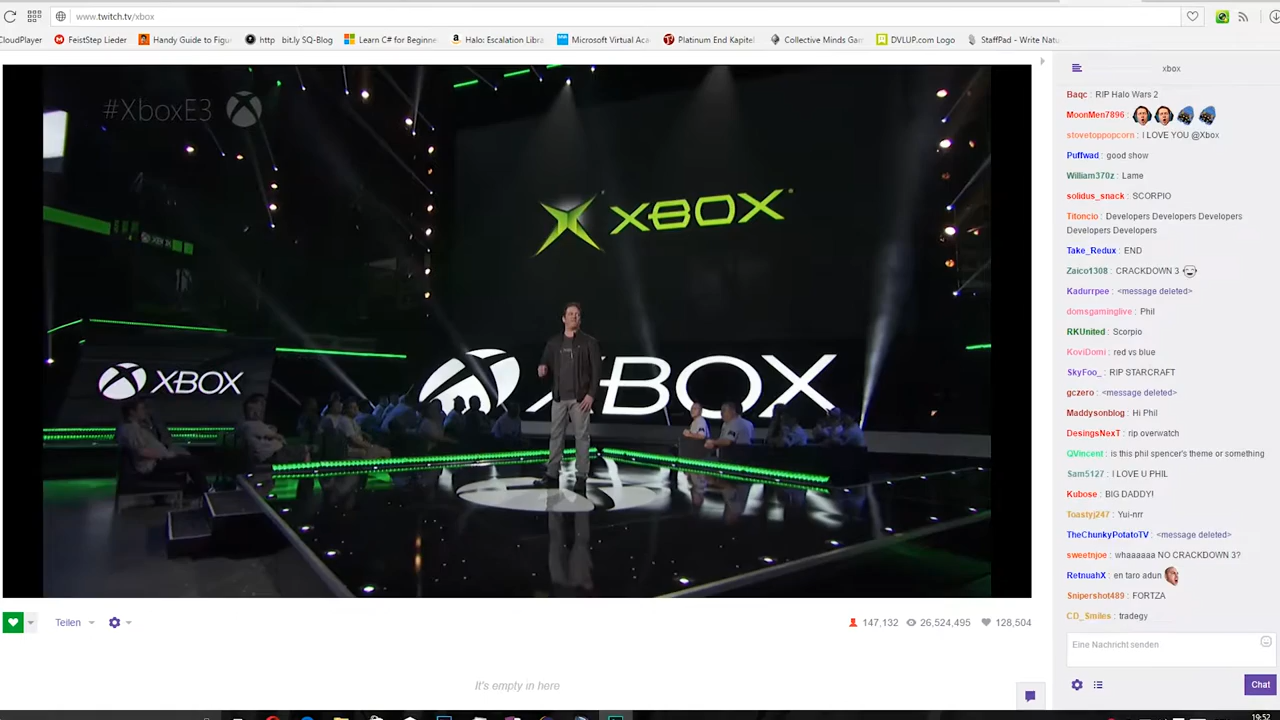 www.twitch.tv/xbox
CloudPlayer
FeistStep Lieder
Handy Guide to Figu
http bit.ly SQ-Blog
Learn C# for Beginne
Halo: Escalation Libra
Microsoft Virtual Aca
Platinum End Kapitel
Collective Minds Gam
DVLUP.com Logo
StaffPad - Write Natu
#XboxE3
XBOX
XBOX
XBOX
xbox
Baqc : RIP Halo Wars 2
MoonMen7896 :
stovetoppopcorn : I LOVE YOU @Xbox
Puffwad : good show
William370z : Lame
solidus_snack : SCORPIO
Titoncio : Developers Developers Developers
Developers Developers
Take_Redux : END
Zaico1308 : CRACKDOWN 3
Kadurrpee : <message deleted>
domsgaminglive : Phil
RKUnited : Scorpio
KoviDomi : red vs blue
SkyFoo_ : RIP STARCRAFT
gczero : <message deleted>
Maddysonblog : Hi Phil
DesingsNexT : rip overwatch
QVincent : is this phil spencer's theme or something
Sam5127 : I LOVE U PHIL
Kubose : BIG DADDY!
Toastyj247 : Yui-nrr
TheChunkyPotatoTV : <message deleted>
sweetnjoe : whaaaaaa NO CRACKDOWN 3?
RetnuahX : en taro adun
Snipershot489 : FORTZA
CD_Smiles : tradegy
Eine Nachricht senden
Chat
Teilen
147,132
26,524,495
128,504
It's empty in here
19:52